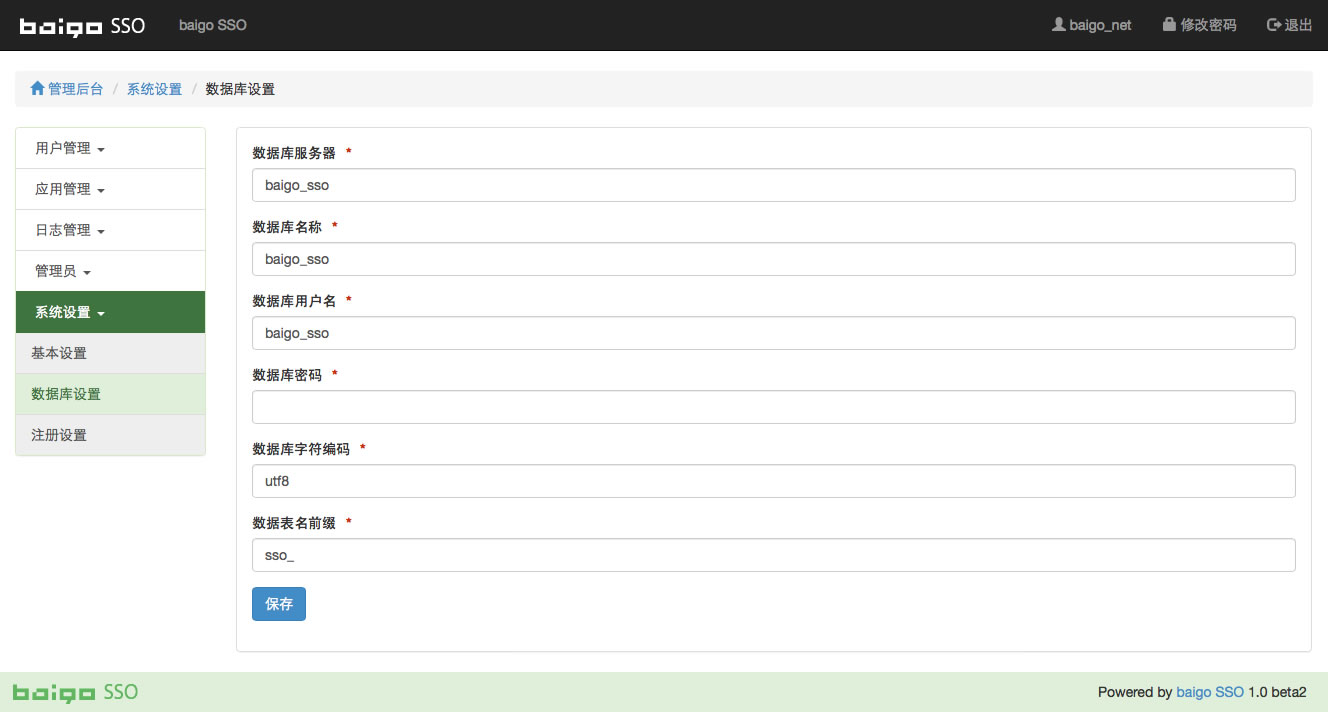 baigo SSO baigo SSO baigo_net 修改密码 退出
管理后台 / 系统设置 / 数据库设置
用户管理
应用管理
日志管理
管理员
系统设置
基本设置
数据库设置
注册设置
数据库服务器 *
baigo_sso
数据库名称 *
baigo_sso
数据库用户名 *
baigo_sso
数据库密码 *
数据库字符编码 *
utf8
数据表名前缀 *
sso_
保存
baigo SSO Powered by baigo SSO 1.0 beta2